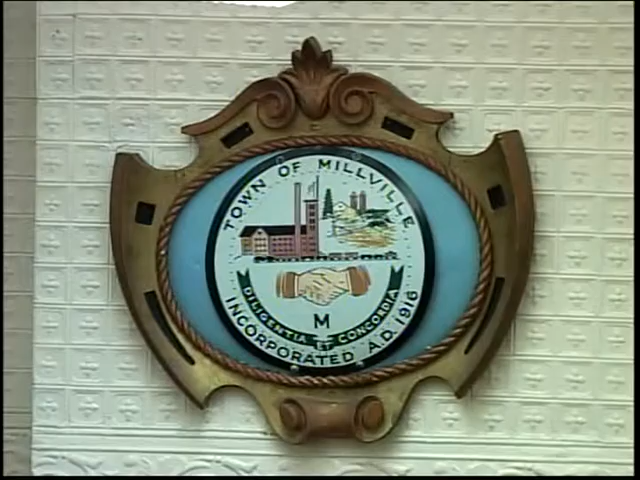 TOWN OF MILLVILLE
DILIGENTIA ET CONCORDIA
M
INCORPORATED A.D. 1916